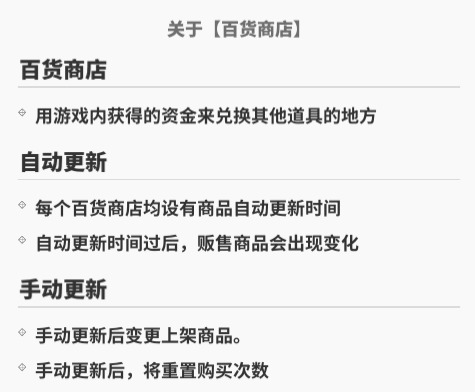 关于【百货商店】
百货商店
用游戏内获得的资金来兑换其他道具的地方
自动更新
每个百货商店均设有商品自动更新时间
自动更新时间过后，贩售商品会出现变化
手动更新
手动更新后变更上架商品。
手动更新后，将重置购买次数